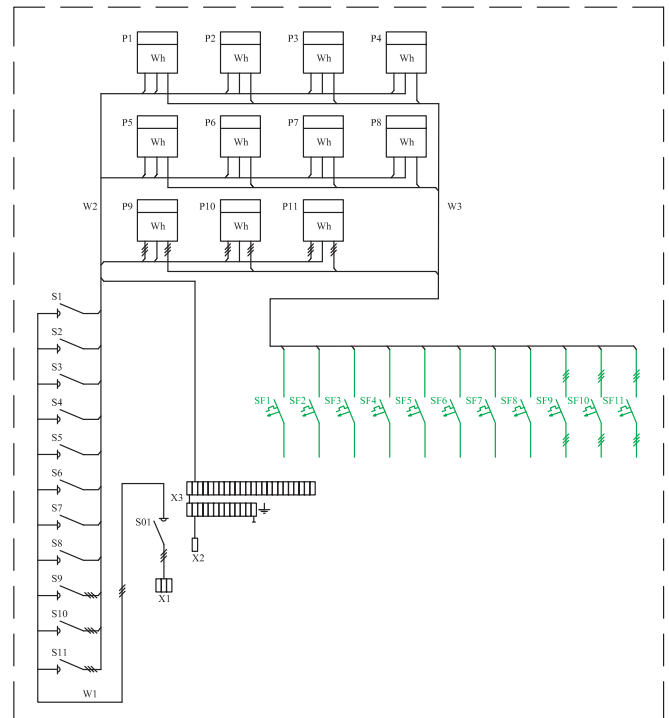 P1 P2 P3 P4
Wh Wh Wh Wh
P5 P6 P7 P8
Wh Wh Wh Wh
W2 P9 P10 P11 W3
Wh Wh Wh
S1
S2
S3
S4
SF1 SF2 SF3 SF4 SF5 SF6 SF7 SF8 SF9 SF10 SF11
S5
S6
X3
S7
S01
S8
X2
S9
X1
S10
S11
W1